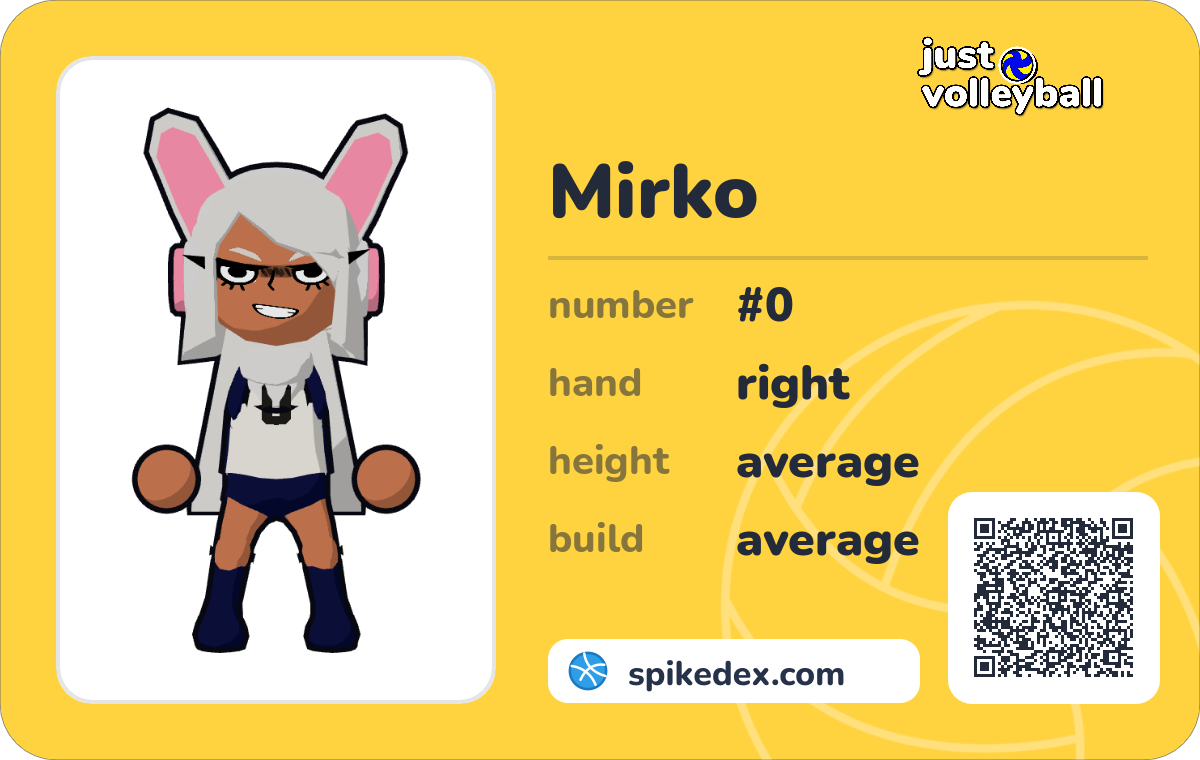 just
volleyball
Mirko
number #0
hand right
height average
build average
spikedex.com